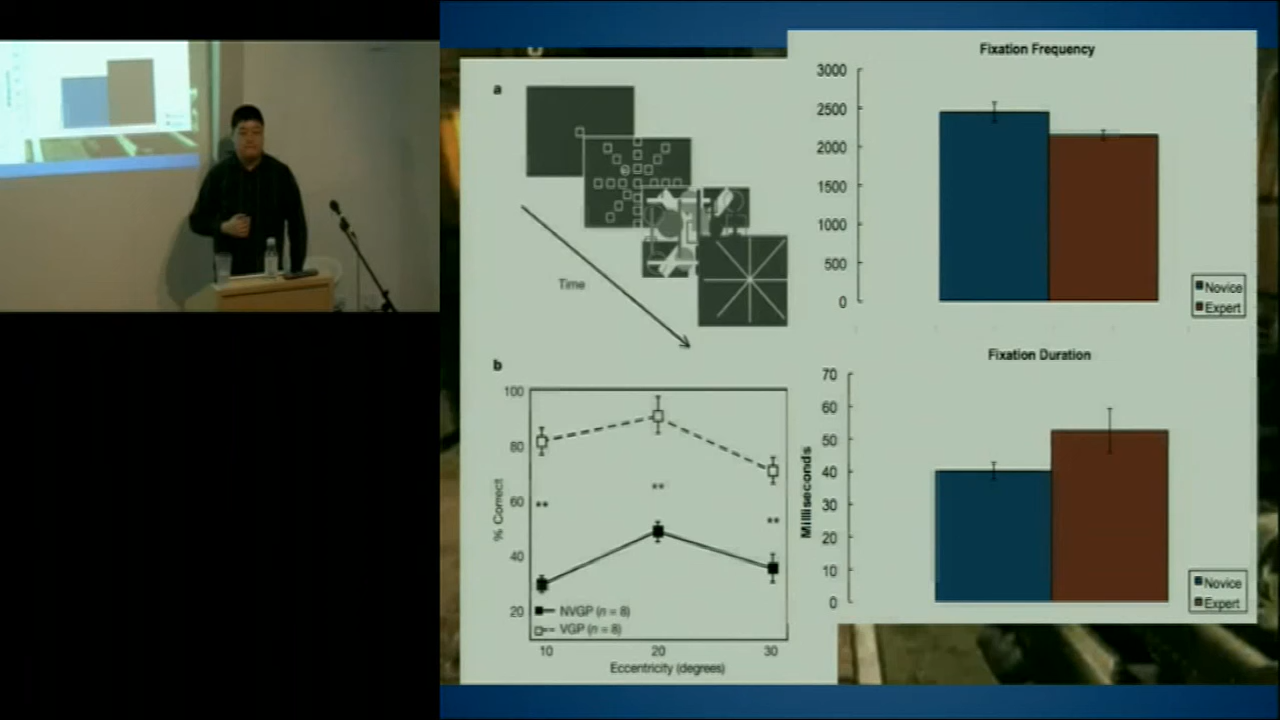 a
Time
b
100
80
60
40
20
% Correct
**
**
**
NVGP (n = 8)
VGP (n = 8)
10
20
30
Eccentricity (degrees)
Fixation Frequency
3000
2500
2000
1500
1000
500
0
Novice
Expert
Fixation Duration
70
60
50
40
30
20
10
0
Milliseconds
Novice
Expert